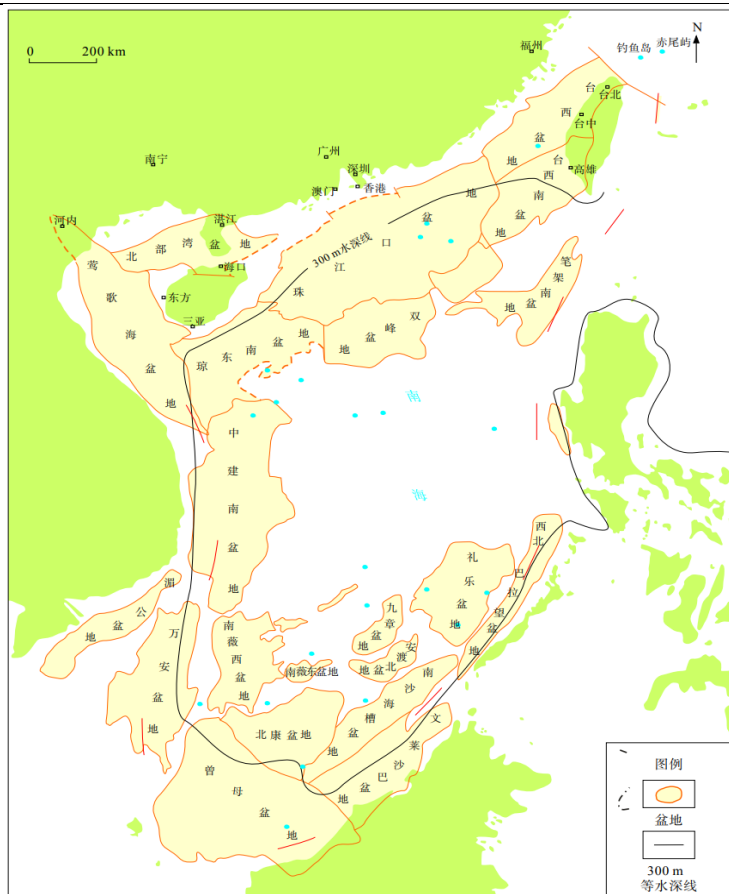 0 200 km
福州
钓鱼岛
赤尾屿
N
台北
台中
高雄
台西盆地
台西南盆地
南宁
广州
深圳
澳门
香港
河内
湛江
北部湾盆地
海口
东方
三亚
莺歌海盆地
300 m水深线
珠江口盆地
笔架南盆地
双峰盆地
琼东南盆地
南海
中建南盆地
西北巴拉望盆地
礼乐盆地
湄公盆地
万安盆地
南薇西盆地
九章盆地
安渡北盆地
南薇东盆地
南沙海槽盆地
北康盆地
文莱沙巴盆地
曾母盆地
图例
盆地
300 m
等水深线